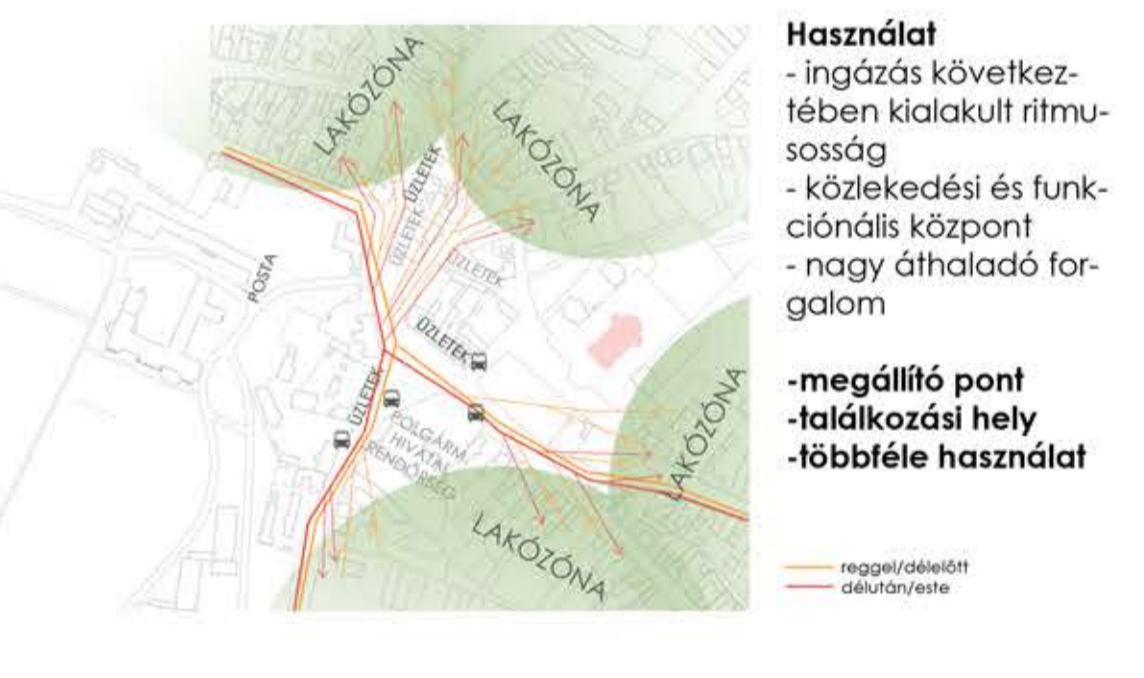 LAKÓZÓNA
LAKÓZÓNA
ÜZLETEK
ÜZLETEK
ÜZLETEK
POSTA
ÜZLETEK
ÜZLETEK
POLGÁRM.
HIVATAL
RENDŐRSÉG
LAKÓZÓNA
LAKÓZÓNA
Használat
- ingázás következ-
tében kialakult ritmu-
sosság
- közlekedési és funk-
ciónális központ
- nagy áthaladó for-
galom
-megállító pont
-találkozási hely
-többféle használat
reggel/délelőtt
délután/este